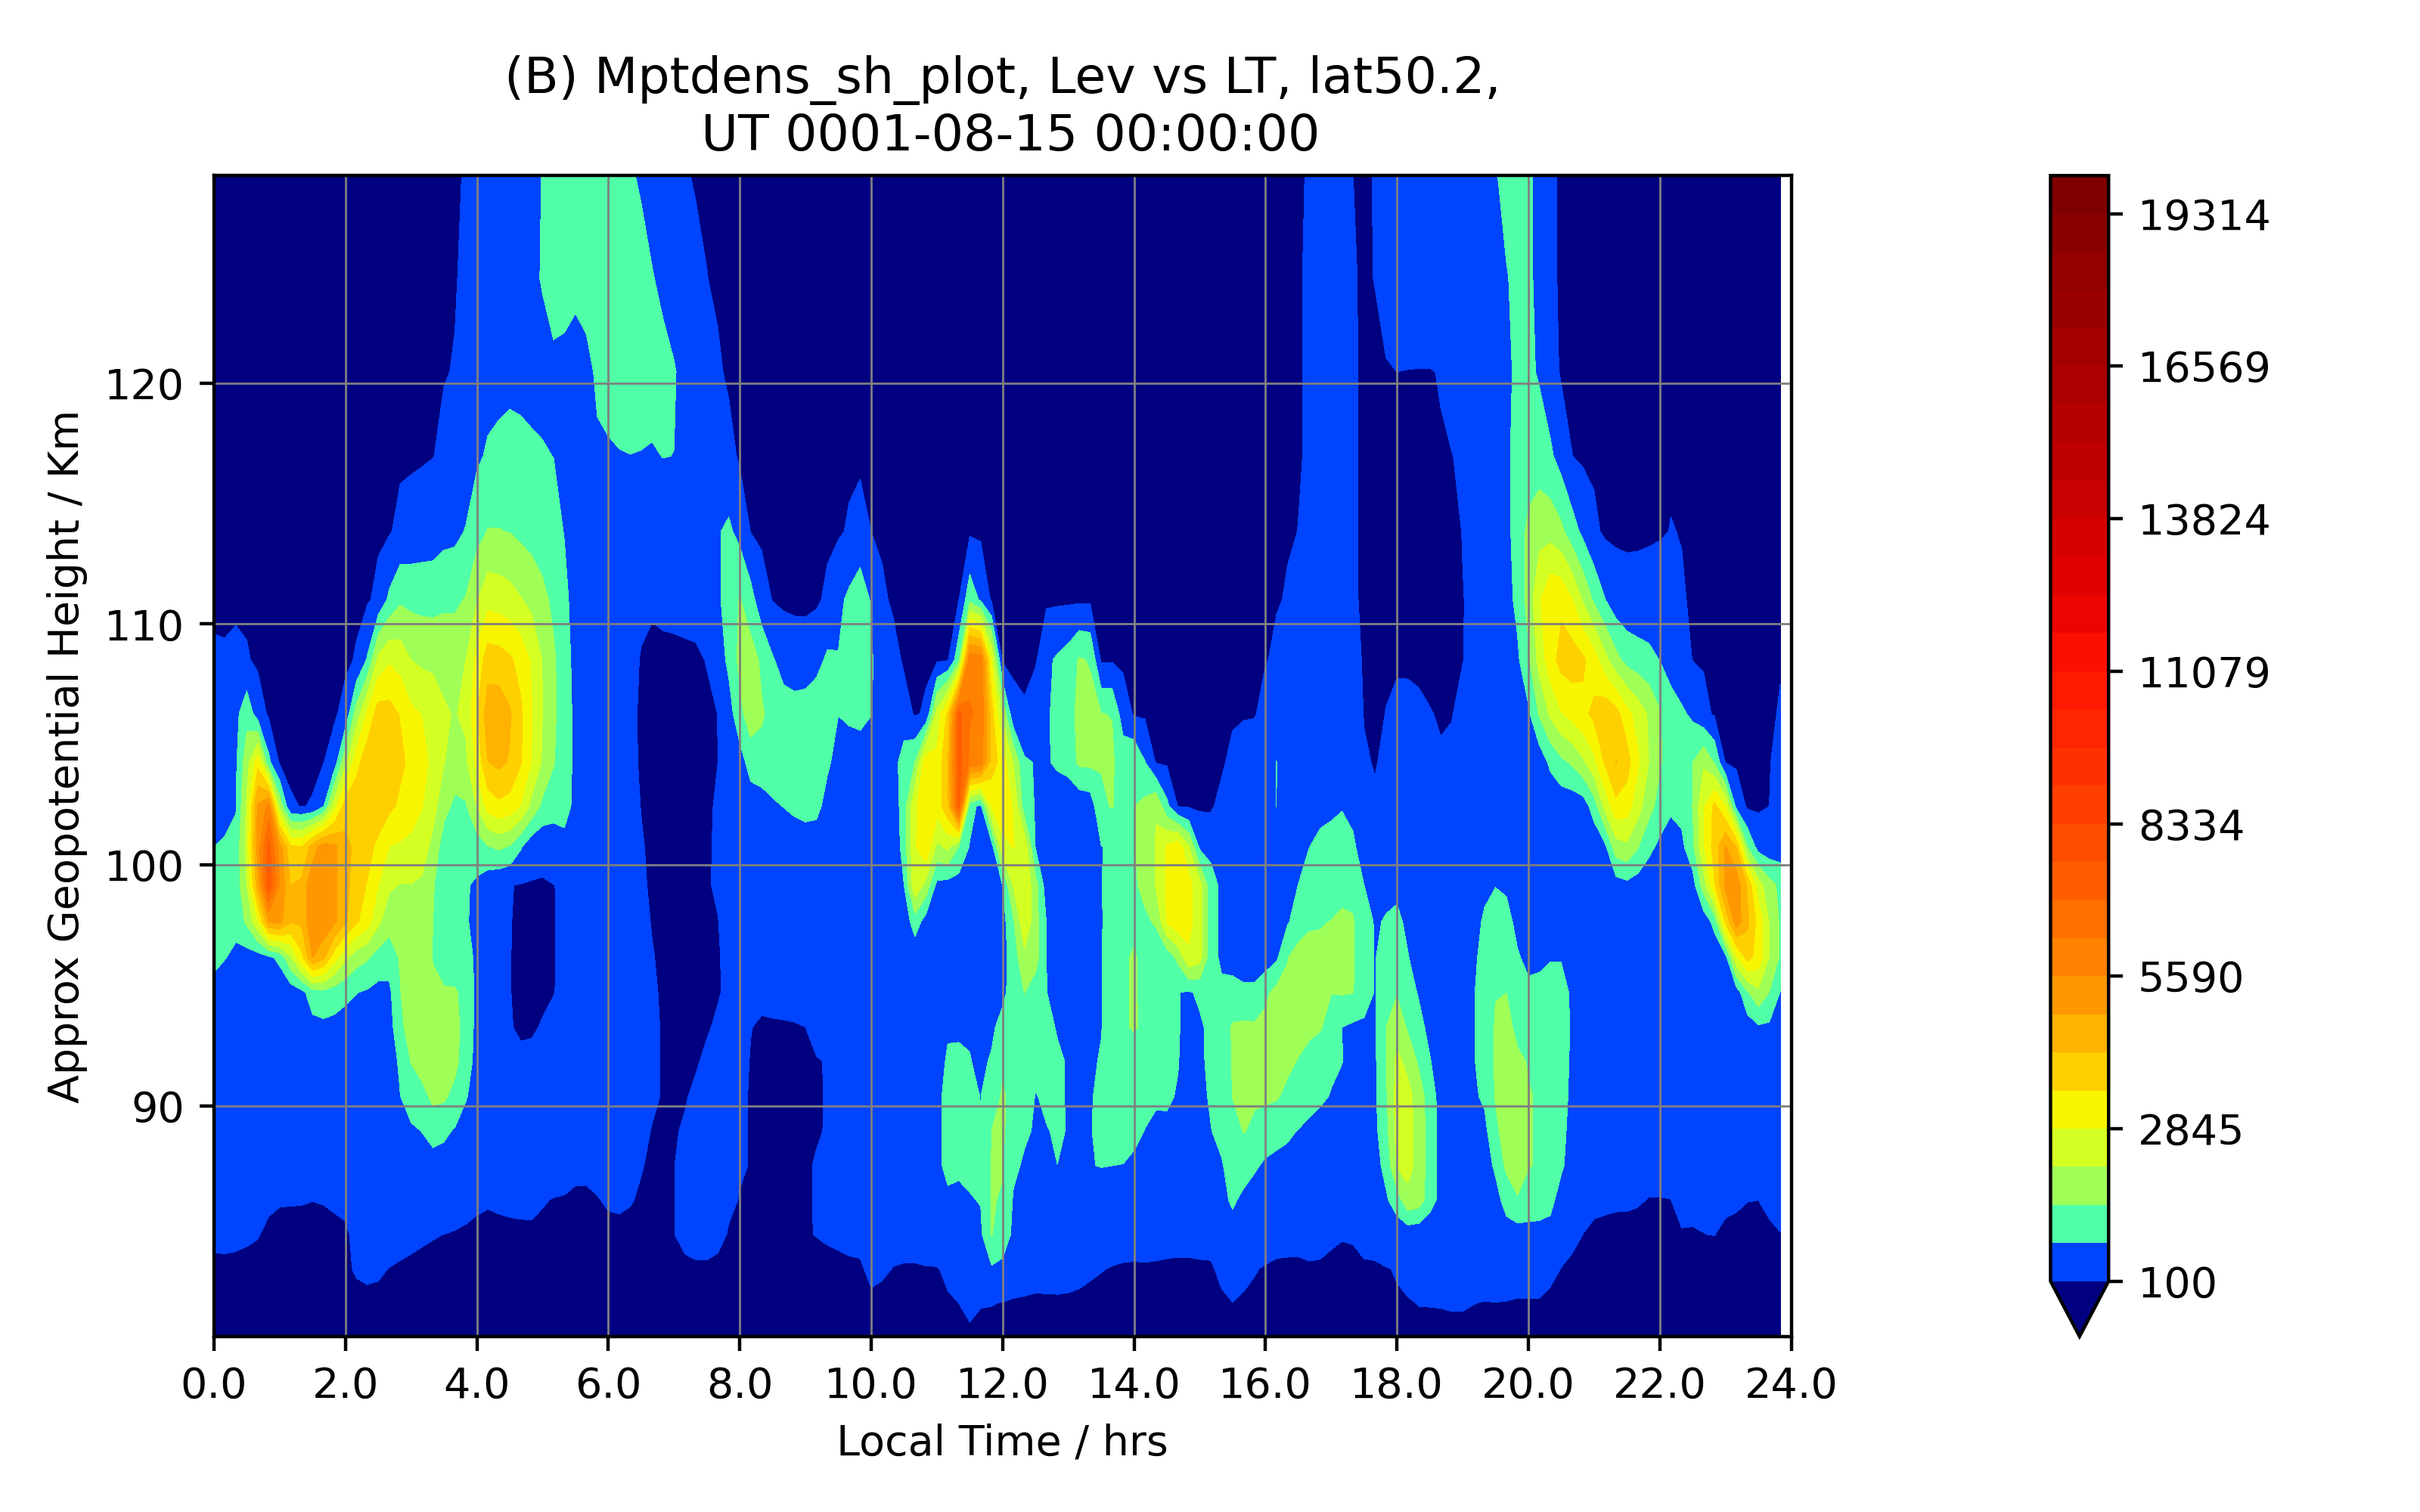 (B) Mptdens_sh_plot, Lev vs LT, lat50.2,
UT 0001-08-15 00:00:00
Approx Geopotential Height / Km
120
110
100
90
0.0 2.0 4.0 6.0 8.0 10.0 12.0 14.0 16.0 18.0 20.0 22.0 24.0
Local Time / hrs
19314
16569
13824
11079
8334
5590
2845
100